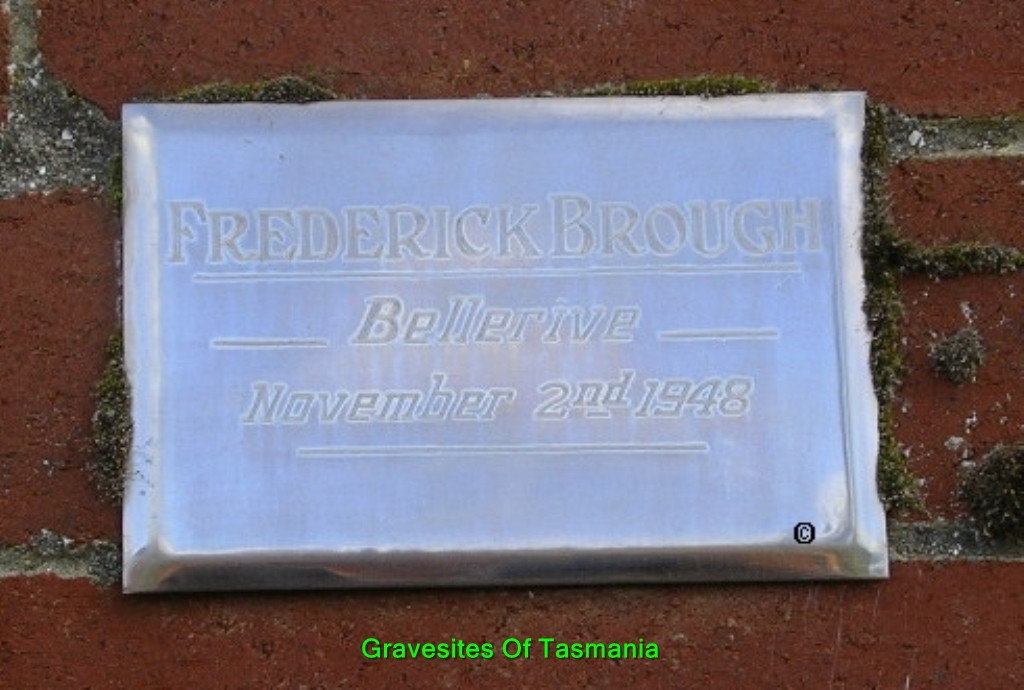 FREDERICK BROUGH
Bellerive
November 2nd 1948
©
Gravesites Of Tasmania